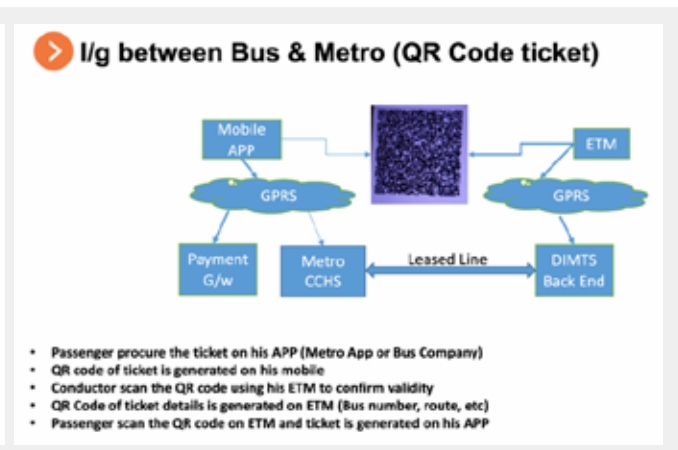 I/g between Bus & Metro (QR Code ticket)
Mobile
APP
ETM
GPRS
GPRS
Payment
G/w
Metro
CCHS
Leased Line
DIMTS
Back End
• Passenger procure the ticket on his APP (Metro App or Bus Company)
• QR code of ticket is generated on his mobile
• Conductor scan the QR code using his ETM to confirm validity
• QR Code of ticket details is generated on ETM (Bus number, route, etc)
• Passenger scan the QR code on ETM and ticket is generated on his APP